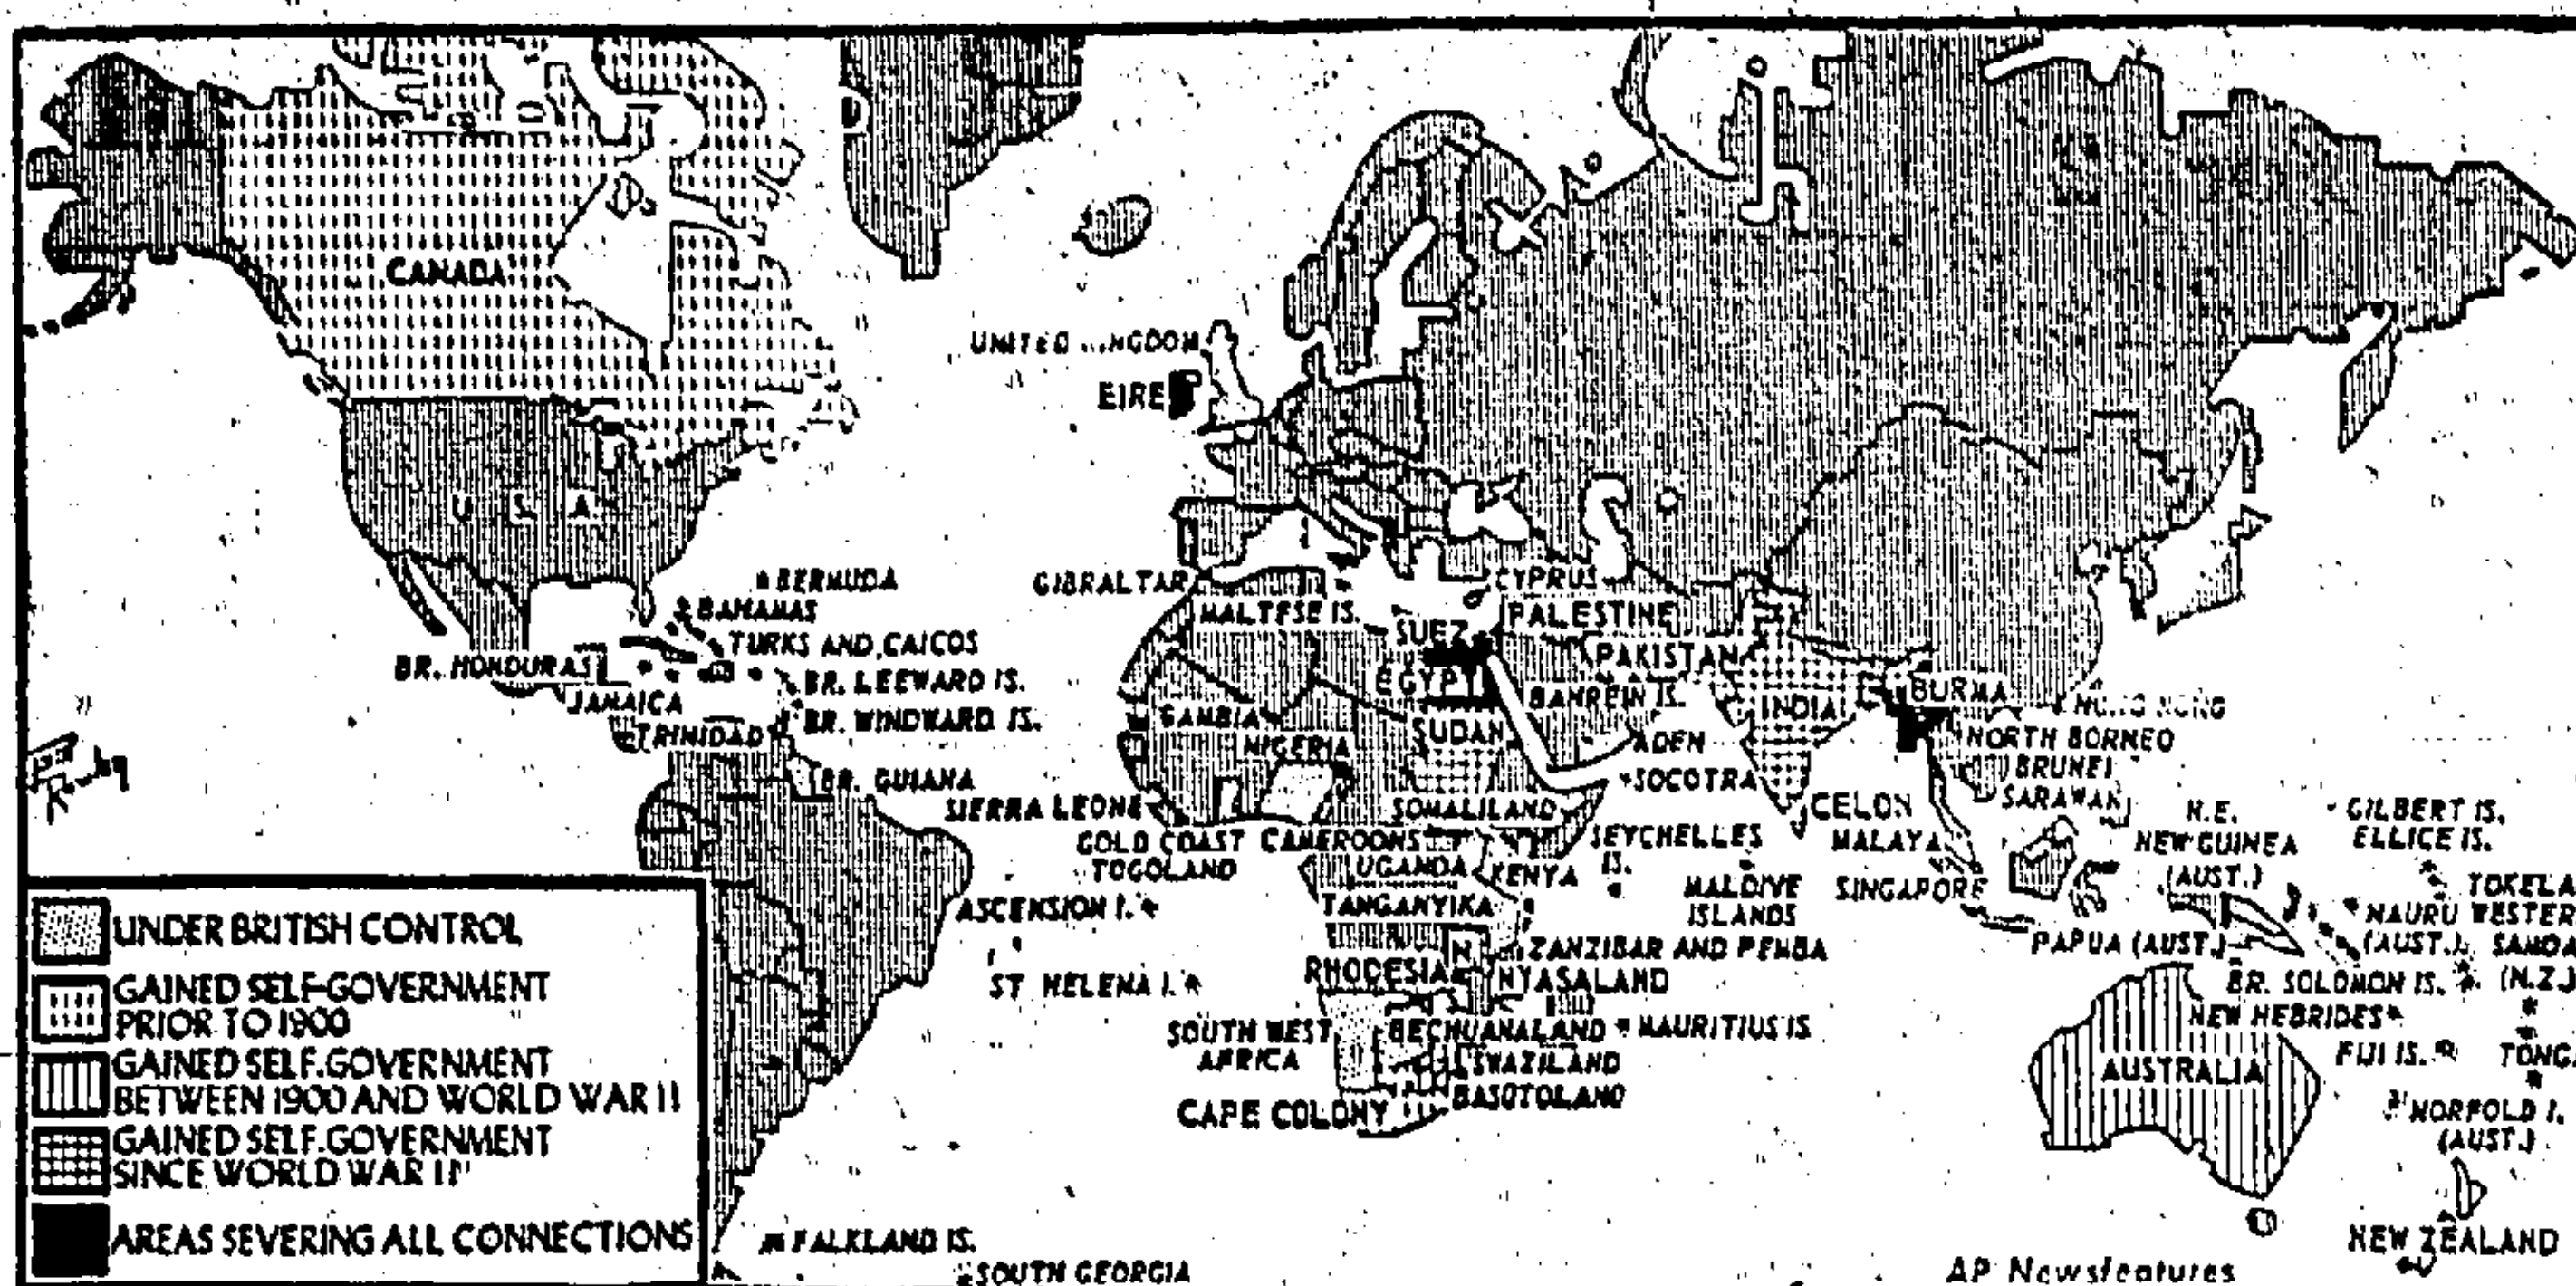 CANADA
UNITED
EIRE
U. S. A.
BERMUDA
BAHAMAS
TURKS AND CAICOS
BR. HONDURAS
JAMAICA
BR. LEEWARD IS.
BR. WINDWARD IS.
TRINIDAD
BR. GUIANA
GIBRALTAR
MALTESE IS.
CYPRUS
PALESTINE
SUEZ
EGYPT
PAKISTAN
BAHREIN IS.
INDIA
BURMA
HONG KONG
GAMBIA
NIGERIA
SUDAN
ADEN
SOCOTRA
NORTH BORNEO
BRUNEI
SARAWAK
SIERRA LEONE
SOMALILAND
CELON
MALAYA
SINGAPORE
GOLD COAST
CAMEROONS
TOGOLAND
UGANDA
KENYA
SEYCHELLES
IS.
MALDIVE
ISLANDS
N.E.
NEW GUINEA
(AUST.)
GILBERT IS.
ELLICE IS.
TOKELA
NAURU
(AUST.)
WESTER
SAMOA
(N.Z.)
ASCENSION I.
TANGANYIKA
ZANZIBAR AND PEMBA
PAPUA (AUST.)
ST HELENA I.
N
RHODESIA
NYASALAND
BR. SOLOMON IS.
NEW HEBRIDES
SOUTH WEST
AFRICA
BECHUANALAND
MAURITIUS IS
SWAZILAND
BASOTOLAND
CAPE COLONY
AUSTRALIA
FIJI IS.
TONG
NORFOLD I.
(AUST.)
NEW ZEALAND
FALKLAND IS.
SOUTH GEORGIA
UNDER BRITISH CONTROL
GAINED SELF-GOVERNMENT
PRIOR TO 1900
GAINED SELF-GOVERNMENT
BETWEEN 1900 AND WORLD WAR II
GAINED SELF-GOVERNMENT
SINCE WORLD WAR II
AREAS SEVERING ALL CONNECTIONS
AP Newsfeatures